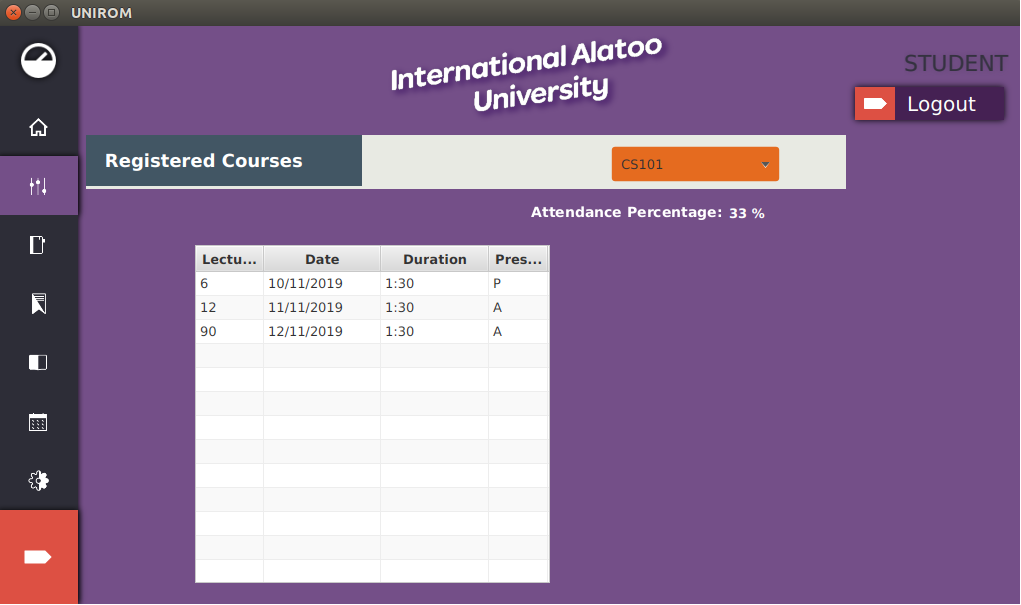 UNIROM
International Alatoo
University
STUDENT
Logout
Registered Courses
CS101
Attendance Percentage: 33 %
Lectu... Date Duration Pres...
6 10/11/2019 1:30 P
12 11/11/2019 1:30 A
90 12/11/2019 1:30 A